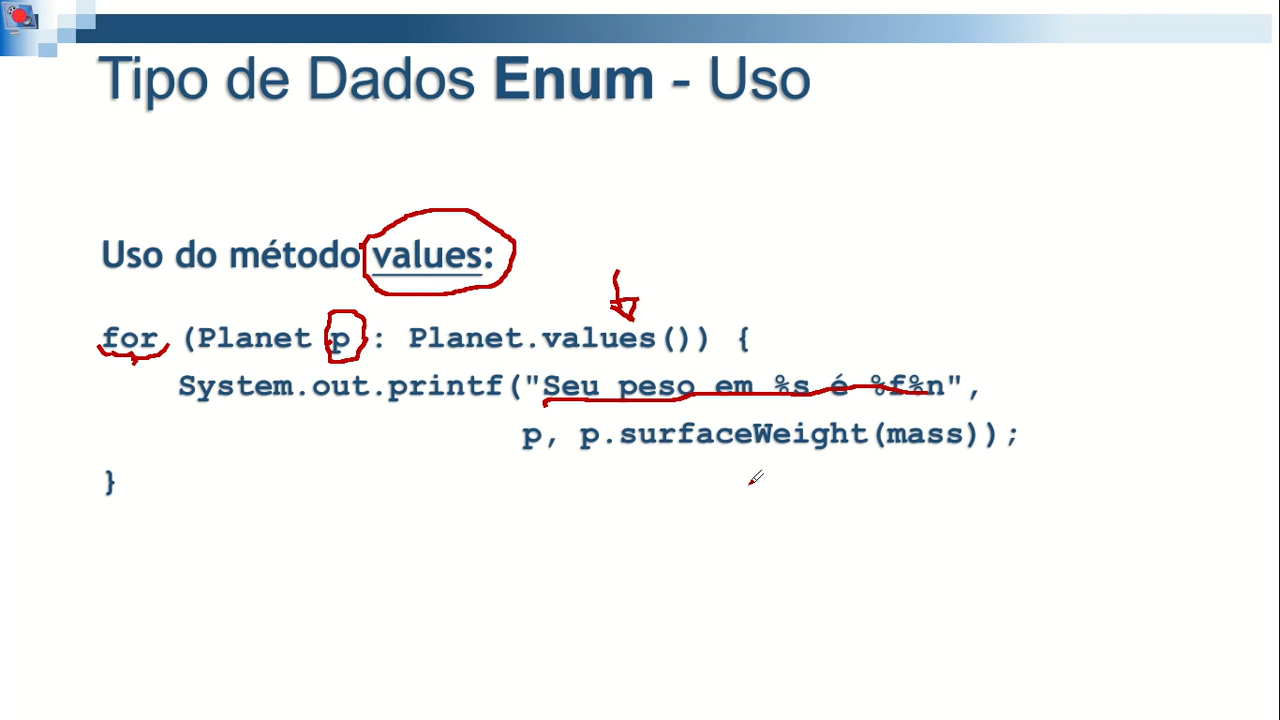 Tipo de Dados Enum - Uso
Uso do método values:
for (Planet p : Planet.values()) {
System.out.printf("Seu peso em %s é %f%n",
p, p.surfaceWeight(mass));
}